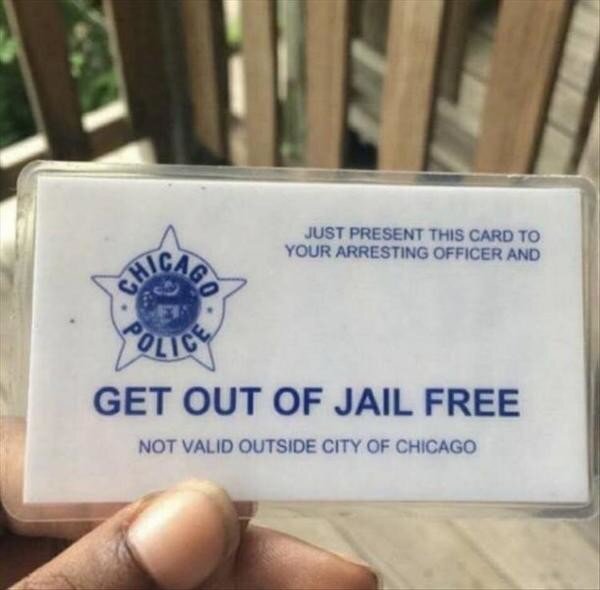 JUST PRESENT THIS CARD TO
YOUR ARRESTING OFFICER AND
CHICAGO
POLICE
GET OUT OF JAIL FREE
NOT VALID OUTSIDE CITY OF CHICAGO